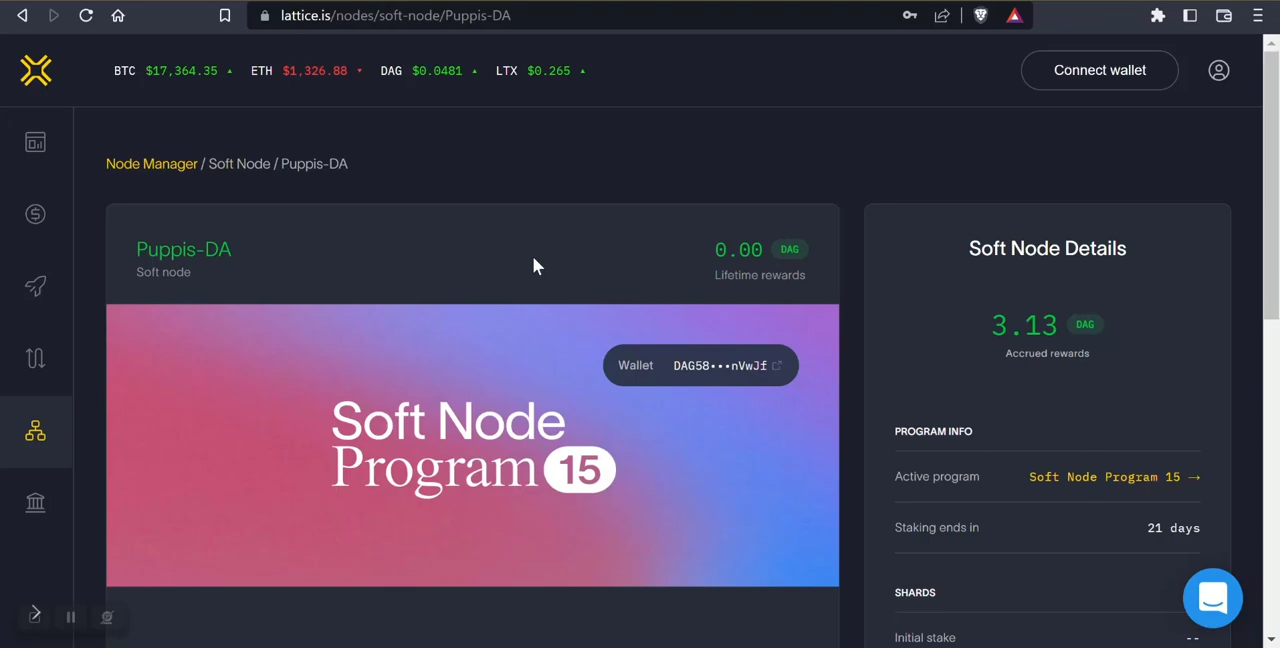 lattice.is/nodes/soft-node/Puppis-DA
BTC $17,364.35 ▲ ETH $1,326.88 ▼ DAG $0.0481 ▲ LTX $0.265 ▲
Connect wallet
Node Manager / Soft Node / Puppis-DA
Puppis-DA
Soft node
0.00 DAG
Lifetime rewards
Wallet DAG58•••nVwJf
Soft Node
Program 15
Soft Node Details
3.13 DAG
Accrued rewards
PROGRAM INFO
Active program Soft Node Program 15 →
Staking ends in 21 days
SHARDS
Initial stake --